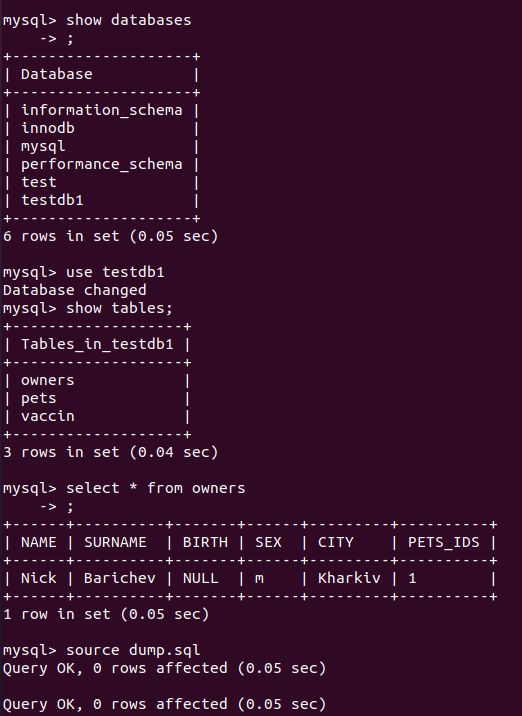 mysql> show databases
    -> ;
+--------------------+
| Database           |
+--------------------+
| information_schema |
| innodb             |
| mysql              |
| performance_schema |
| test               |
| testdb1            |
+--------------------+
6 rows in set (0.05 sec)

mysql> use testdb1
Database changed
mysql> show tables;
+-------------------+
| Tables_in_testdb1 |
+-------------------+
| owners            |
| pets              |
| vaccin            |
+-------------------+
3 rows in set (0.04 sec)

mysql> select * from owners
    -> ;
+------+----------+-------+------+---------+----------+
| NAME | SURNAME  | BIRTH | SEX  | CITY    | PETS_IDS |
+------+----------+-------+------+---------+----------+
| Nick | Barichev | NULL  | m    | Kharkiv | 1        |
+------+----------+-------+------+---------+----------+
1 row in set (0.05 sec)

mysql> source dump.sql
Query OK, 0 rows affected (0.05 sec)

Query OK, 0 rows affected (0.05 sec)